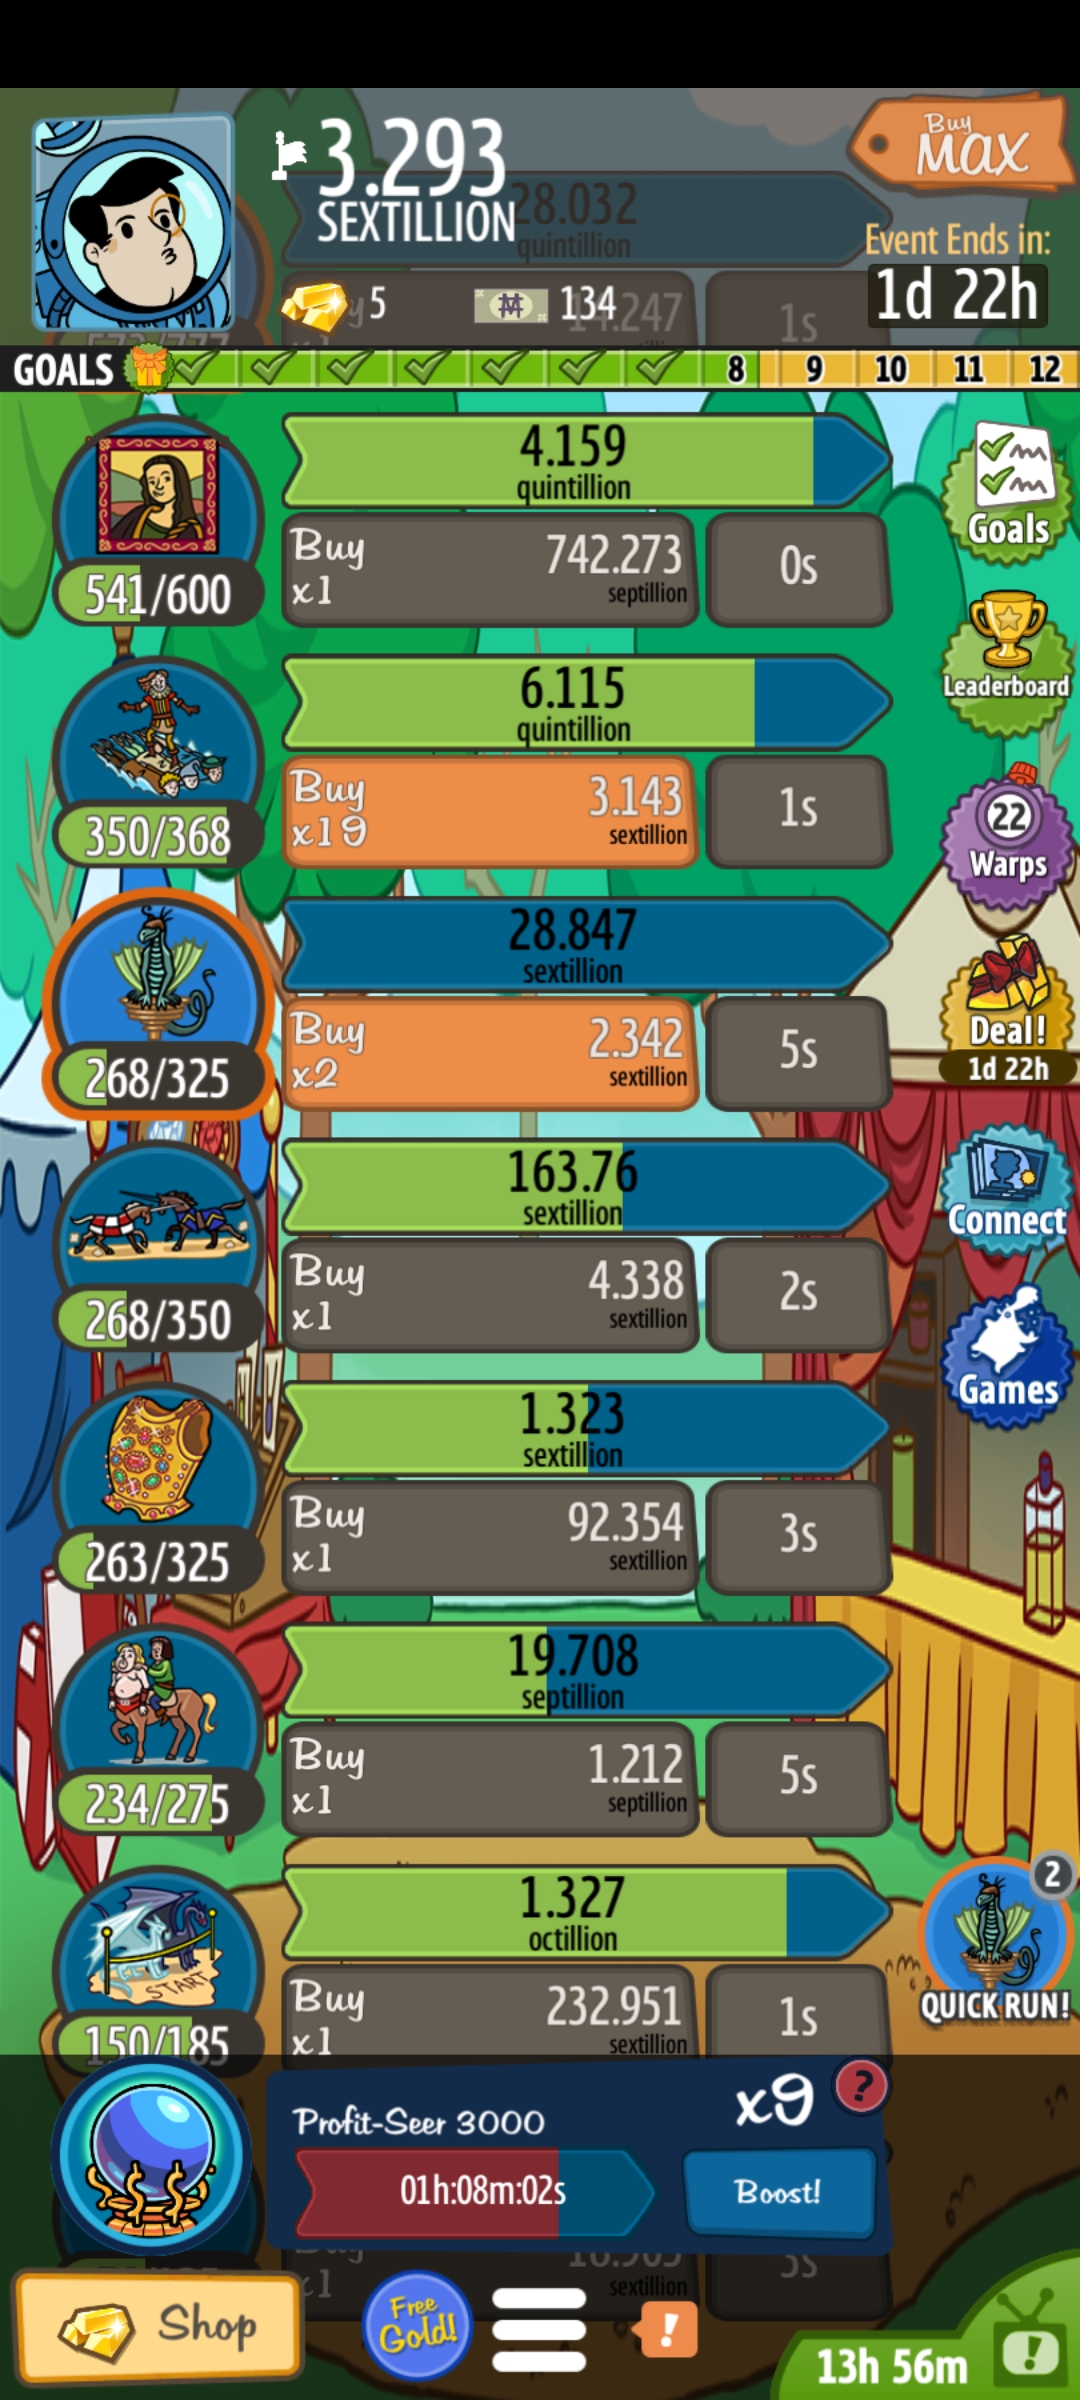 3.293
SEXTILLION
Buy
MAX
28.032
quintillion
Event Ends in:
1d 22h
5
134
1s
GOALS
8
9
10
11
12
4.159
quintillion
Buy
x1
742.273
septillion
0s
541/600
Goals
6.115
quintillion
Buy
x19
3.143
sextillion
1s
350/368
Leaderboard
22
Warps
28.847
sextillion
Buy
x2
2.342
sextillion
5s
268/325
Deal!
1d 22h
163.76
sextillion
Buy
x1
4.338
sextillion
2s
268/350
Connect
1.323
sextillion
Buy
x1
92.354
sextillion
3s
263/325
Games
19.708
septillion
Buy
x1
1.212
septillion
5s
234/275
1.327
octillion
START
Buy
x1
232.951
sextillion
1s
150/185
2
QUICK RUN!
Profit-Seer 3000
x9
?
01h:08m:02s
Boost!
x1
sextillion
Shop
Free
Gold!
!
13h 56m
!